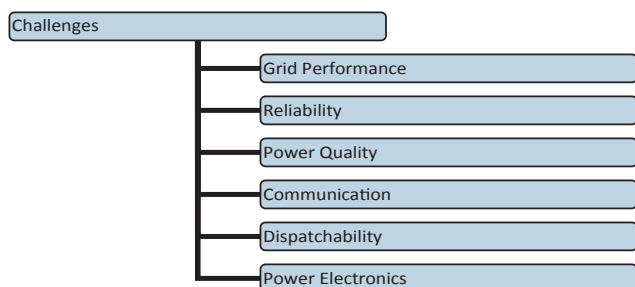 Challenges
Grid Performance
Reliability
Power Quality
Communication
Dispatchability
Power Electronics